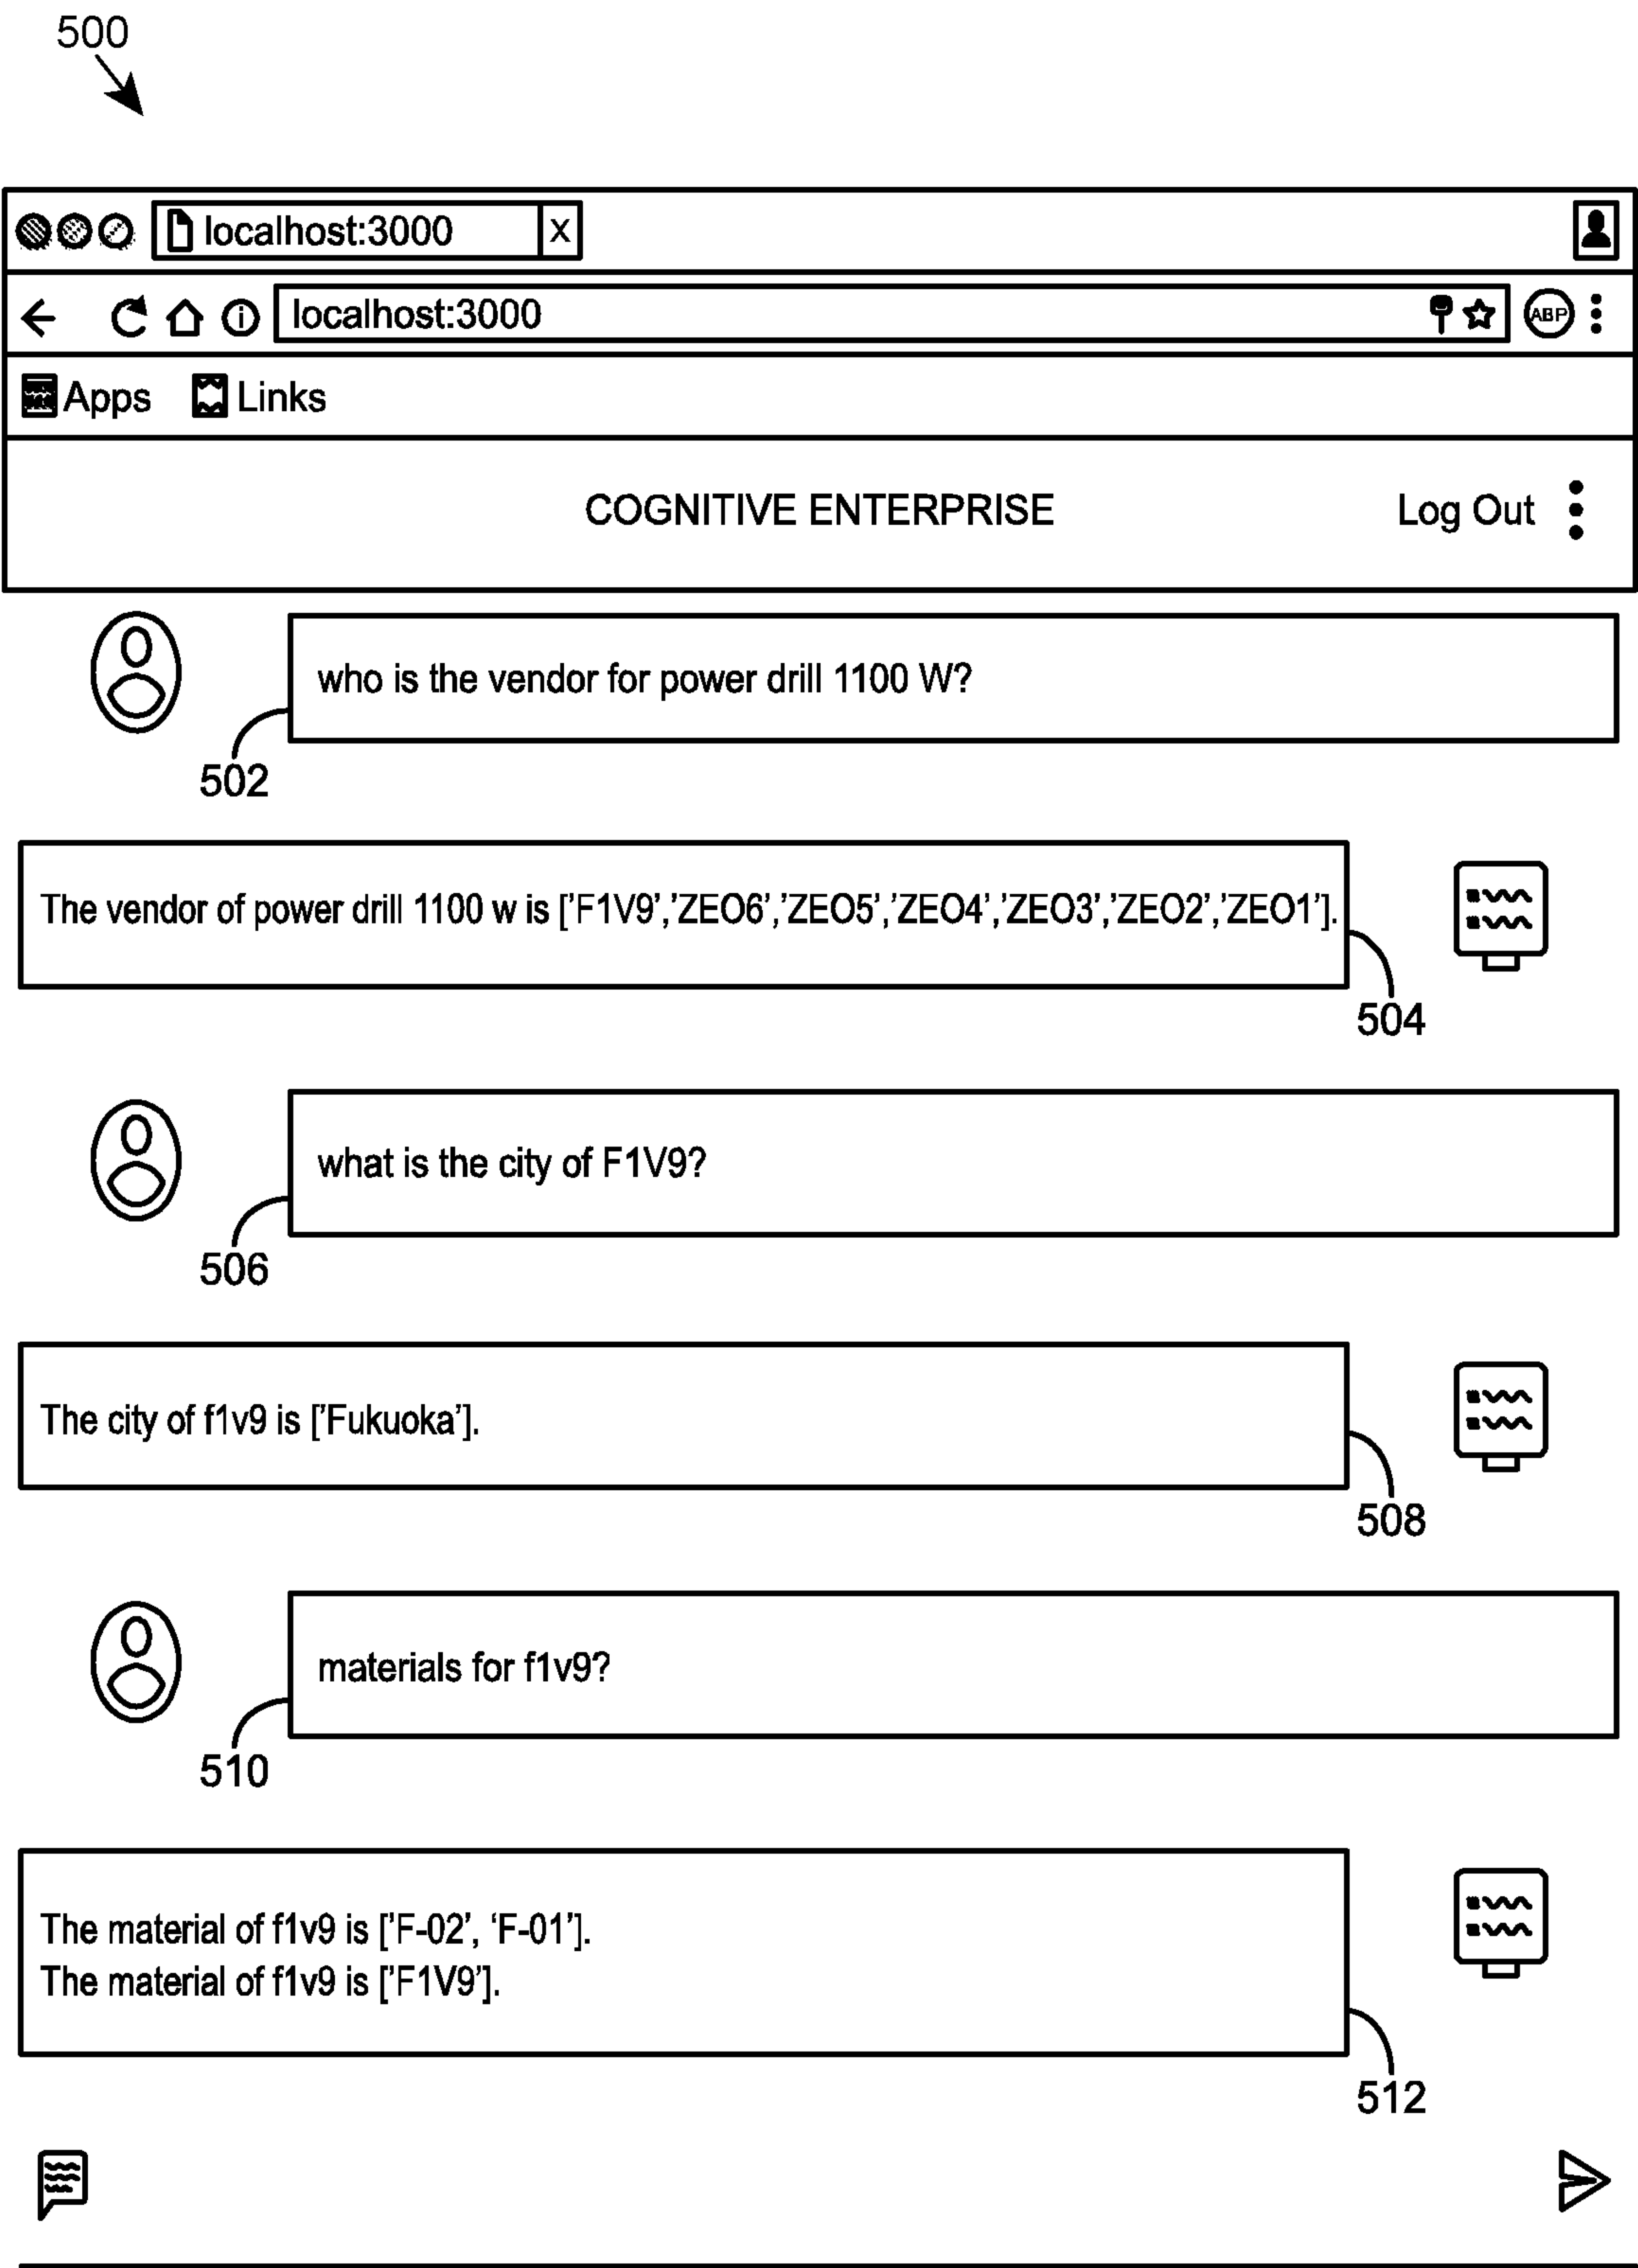 500
localhost:3000 X
localhost:3000 ABP
Apps Links
COGNITIVE ENTERPRISE Log Out
who is the vendor for power drill 1100 W?
502
The vendor of power drill 1100 w is ['F1V9','ZEO6','ZEO5','ZEO4','ZEO3','ZEO2','ZEO1'].
504
what is the city of F1V9?
506
The city of f1v9 is ['Fukuoka'].
508
materials for f1v9?
510
The material of f1v9 is ['F-02', 'F-01'].
The material of f1v9 is ['F1V9'].
512